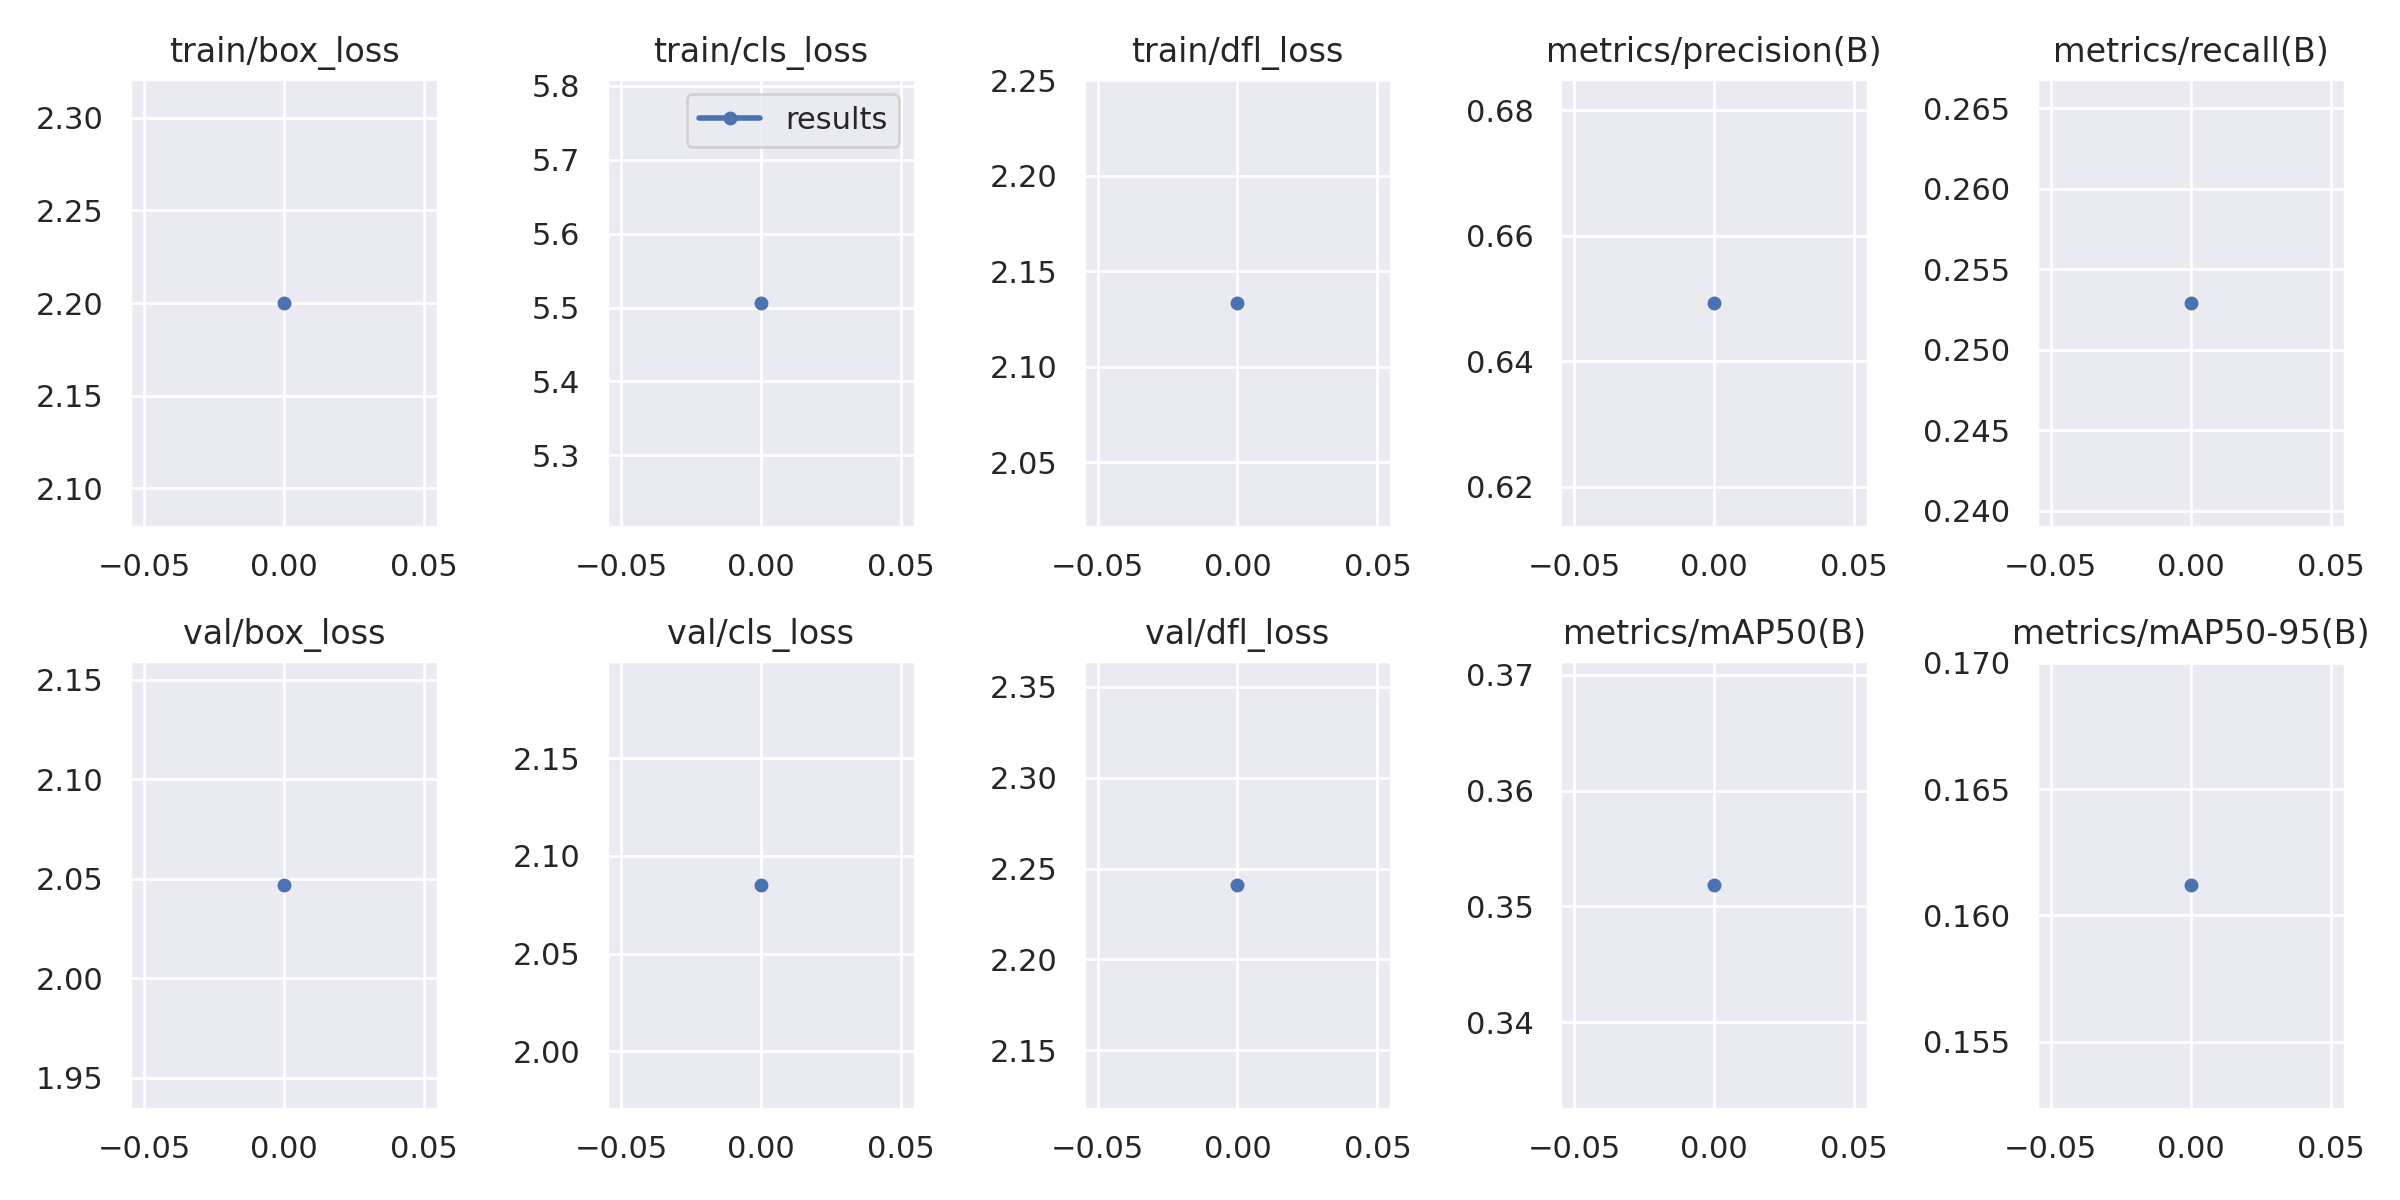 train/box_loss
2.30
2.25
2.20
2.15
2.10
−0.05 0.00 0.05
train/cls_loss
results
5.8
5.7
5.6
5.5
5.4
5.3
−0.05 0.00 0.05
train/dfl_loss
2.25
2.20
2.15
2.10
2.05
−0.05 0.00 0.05
metrics/precision(B)
0.68
0.66
0.64
0.62
−0.05 0.00 0.05
metrics/recall(B)
0.265
0.260
0.255
0.250
0.245
0.240
−0.05 0.00 0.05
val/box_loss
2.15
2.10
2.05
2.00
1.95
−0.05 0.00 0.05
val/cls_loss
2.15
2.10
2.05
2.00
−0.05 0.00 0.05
val/dfl_loss
2.35
2.30
2.25
2.20
2.15
−0.05 0.00 0.05
metrics/mAP50(B)
0.37
0.36
0.35
0.34
−0.05 0.00 0.05
metrics/mAP50-95(B)
0.170
0.165
0.160
0.155
−0.05 0.00 0.05